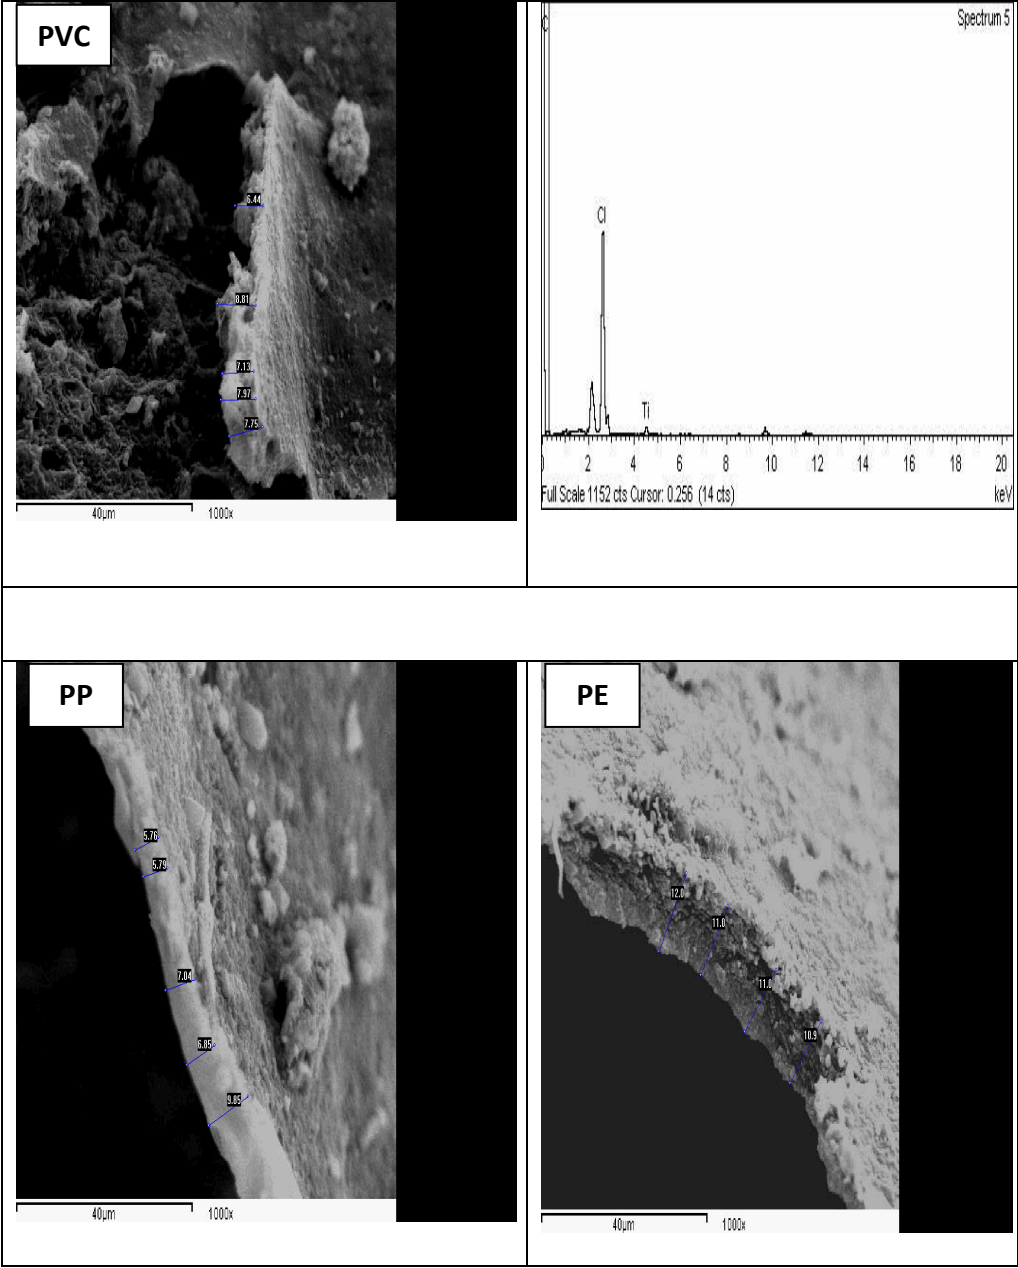 PVC
6.44
8.81
7.13
7.97
7.75
40µm 1000x
C
Spectrum 5
Cl
Ti
0 2 4 6 8 10 12 14 16 18 20
Full Scale 1152 cts Cursor: 0.256 (14 cts) keV
PP
5.76
5.79
7.04
6.85
9.85
40µm 1000x
PE
12.0
11.0
11.0
10.9
40µm 1000x